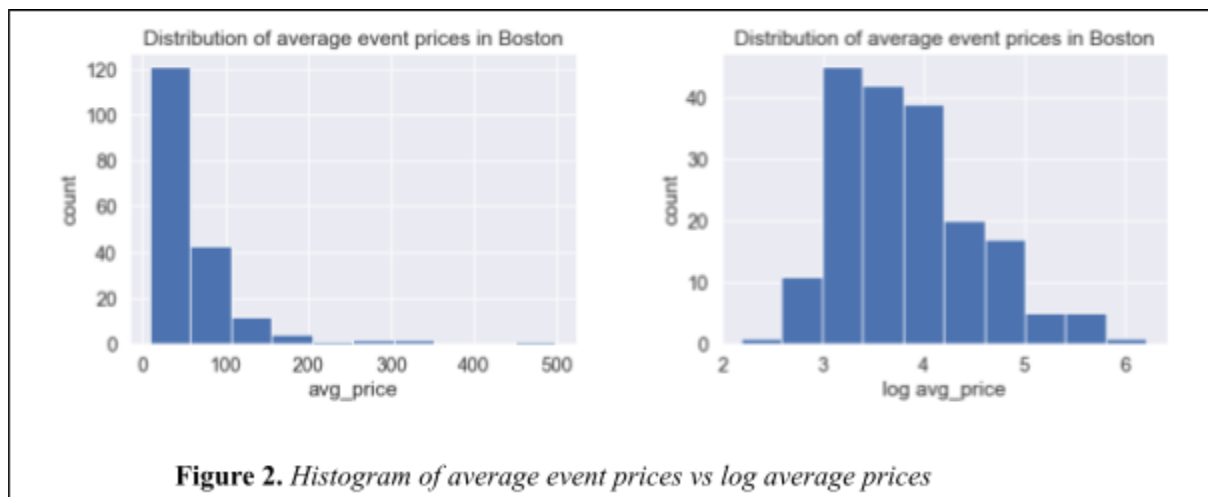 Distribution of average event prices in Boston
120
100
80
60
40
20
0
count
0 100 200 300 400 500
avg_price
Distribution of average event prices in Boston
40
30
20
10
0
count
2 3 4 5 6
log avg_price
Figure 2. Histogram of average event prices vs log average prices